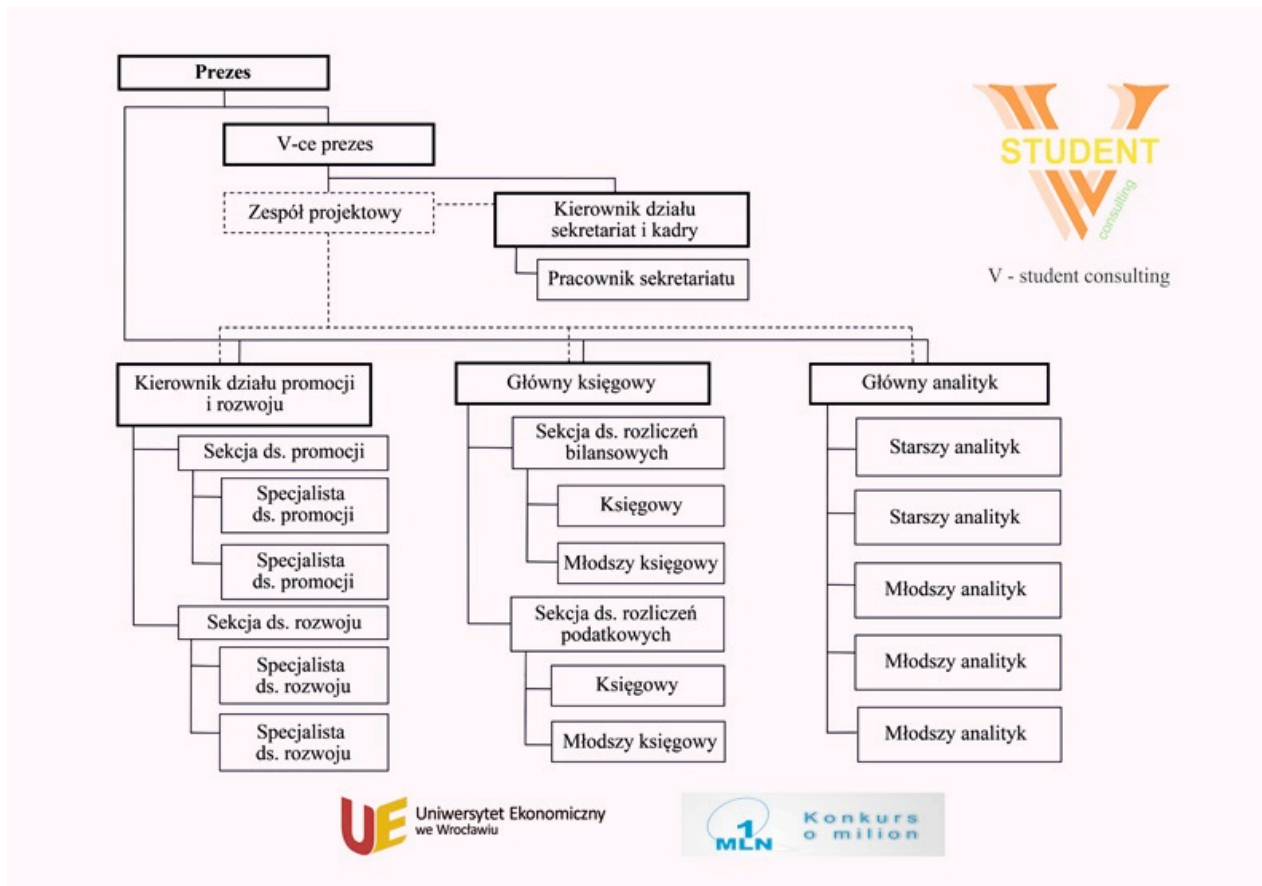 Prezes
V-ce prezes
Zespół projektowy
Kierownik działu
sekretariat i kadry
Pracownik sekretariatu
STUDENT
consulting
V - student consulting
Kierownik działu promocji
i rozwoju
Sekcja ds. promocji
Specjalista
ds. promocji
Specjalista
ds. promocji
Sekcja ds. rozwoju
Specjalista
ds. rozwoju
Specjalista
ds. rozwoju
Główny księgowy
Sekcja ds. rozliczeń
bilansowych
Księgowy
Młodszy księgowy
Sekcja ds. rozliczeń
podatkowych
Księgowy
Młodszy księgowy
Główny analityk
Starszy analityk
Starszy analityk
Młodszy analityk
Młodszy analityk
Młodszy analityk
UE
Uniwersytet Ekonomiczny
we Wrocławiu
1
MLN
Konkurs
o milion